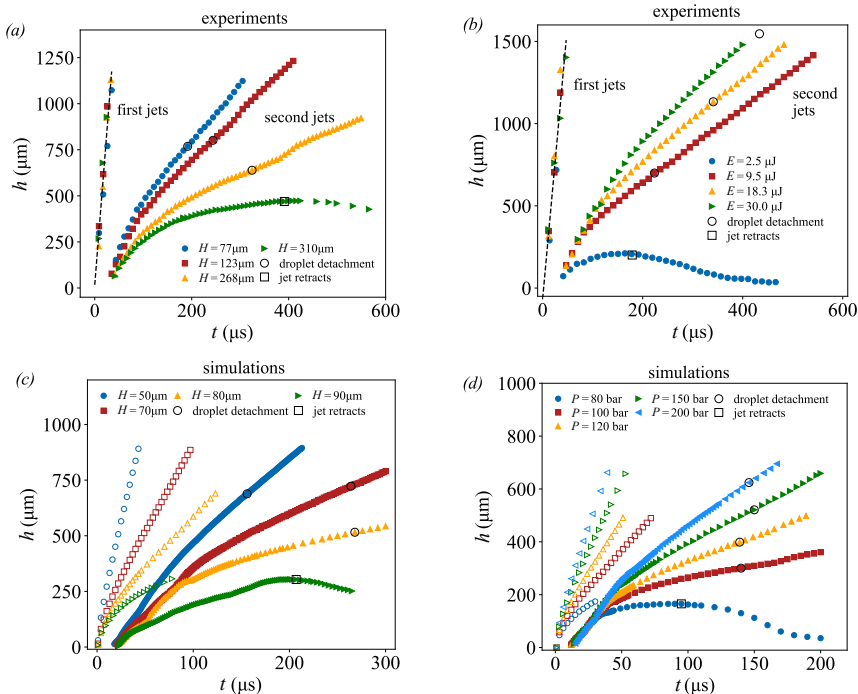 experiments
(a)
1250
1000
750
500
250
0
h (µm)
first jets
second jets
H = 77µm
H = 123µm
H = 268µm
H = 310µm
droplet detachment
jet retracts
0 200 400 600
t (µs)
experiments
(b)
1500
1000
500
0
h (µm)
first jets
second
jets
E = 2.5 µJ
E = 9.5 µJ
E = 18.3 µJ
E = 30.0 µJ
droplet detachment
jet retracts
0 200 400 600
t (µs)
simulations
(c)
H = 50µm
H = 70µm
H = 80µm
droplet detachment
H = 90µm
jet retracts
1000
750
500
250
0
h (µm)
0 100 200 300
t (µs)
simulations
(d)
P = 80 bar
P = 100 bar
P = 120 bar
P = 150 bar
P = 200 bar
droplet detachment
jet retracts
1000
800
600
400
200
0
h (µm)
0 50 100 150 200
t (µs)